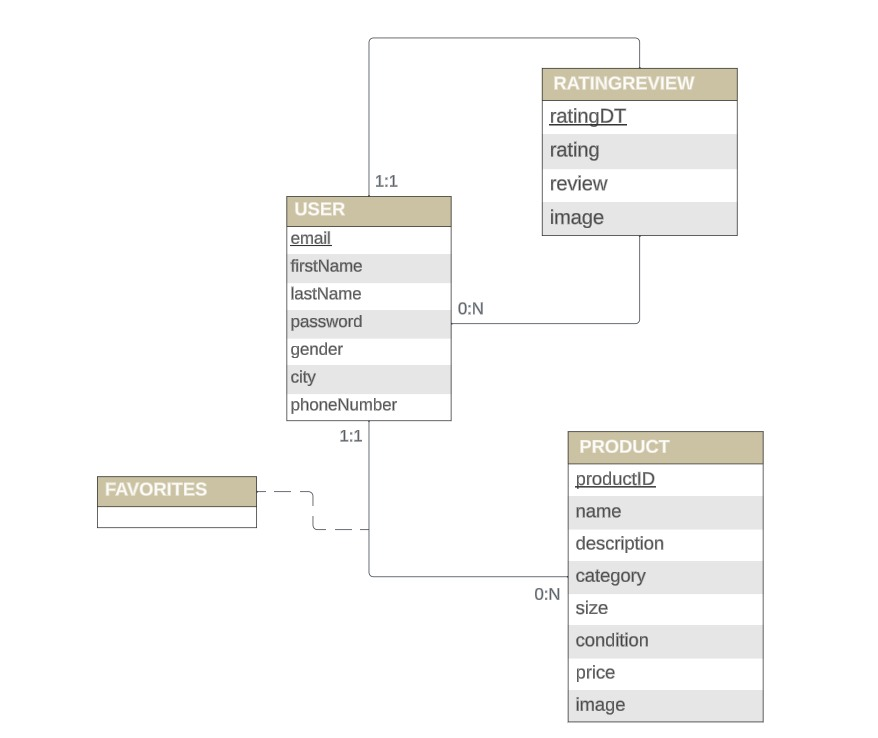 RATINGREVIEW
ratingDT
rating
review
image
1:1
USER
email
firstName
lastName
password
gender
city
phoneNumber
0:N
1:1
FAVORITES
PRODUCT
productID
name
description
category
size
condition
price
image
0:N